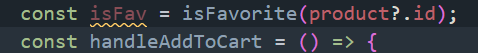 const isFav = isFavorite(product?.id);
const handleAddToCart = () => {